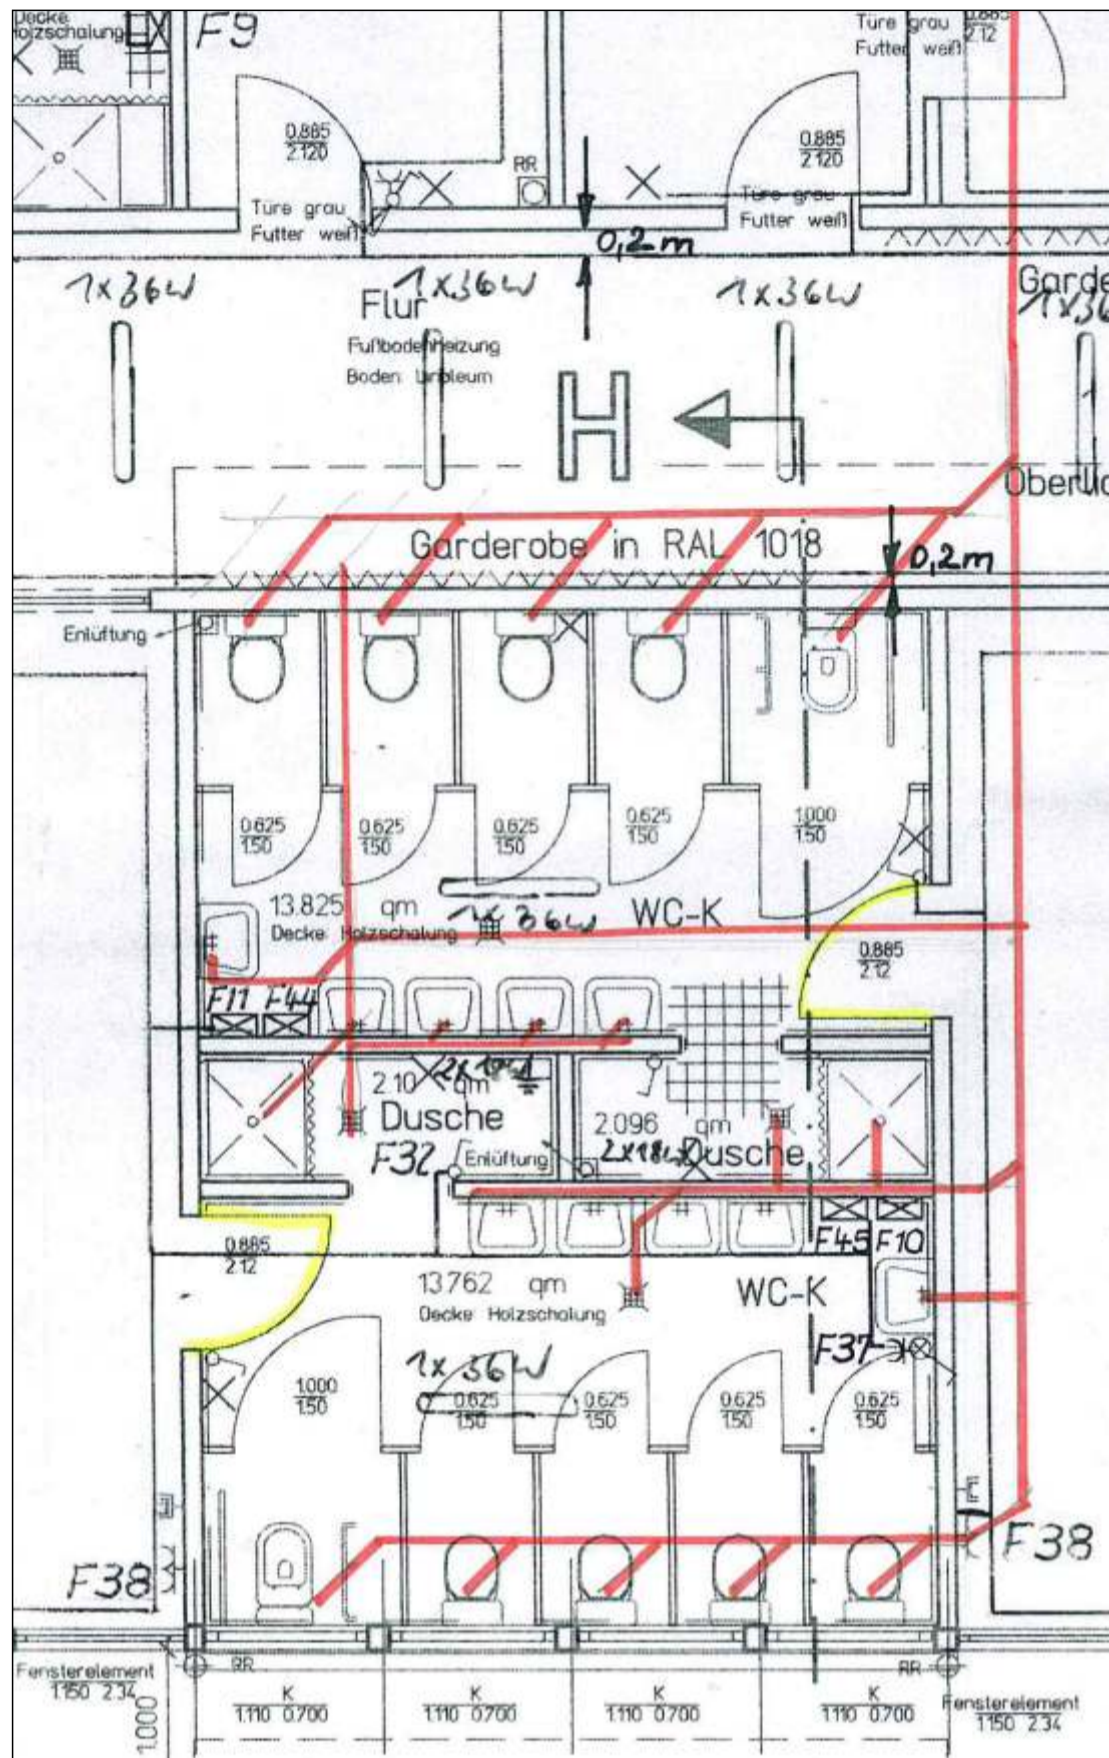 Decke
Holzschalung
F9
Türe grau
Futter weiß
0.885
2.12
0.885
2.120
0.885
2.120
RR
Türe grau
Futter weiß
Türe grau
Futter weiß
0,2m
1x36W
1x36W
1x36W
1x36
Flur
Garde
Fußbodenheizung
Boden: Linoleum
H
Oberlic
Garderobe in RAL 1018
0,2m
Enlüftung
0.625
1.50
0.625
1.50
0.625
1.50
0.625
1.50
1.000
1.50
13.825 qm
Decke Holzschalung
1x36W
WC-K
0.885
2.12
F11 F44
2.10 qm
2x18W
Dusche
F32
Enlüftung
2.096 qm
2x18W
Dusche
0.885
2.12
F45 F10
13.762 qm
Decke Holzschalung
WC-K
F37
1x36W
1.000
1.50
0.625
1.50
0.625
1.50
0.625
1.50
0.625
1.50
F38
F38
RR
RR
Fensterelement
1.150 2.34
K
1.110 0.700
K
1.110 0.700
K
1.110 0.700
K
1.110 0.700
Fensterelement
1.150 2.34
1.000